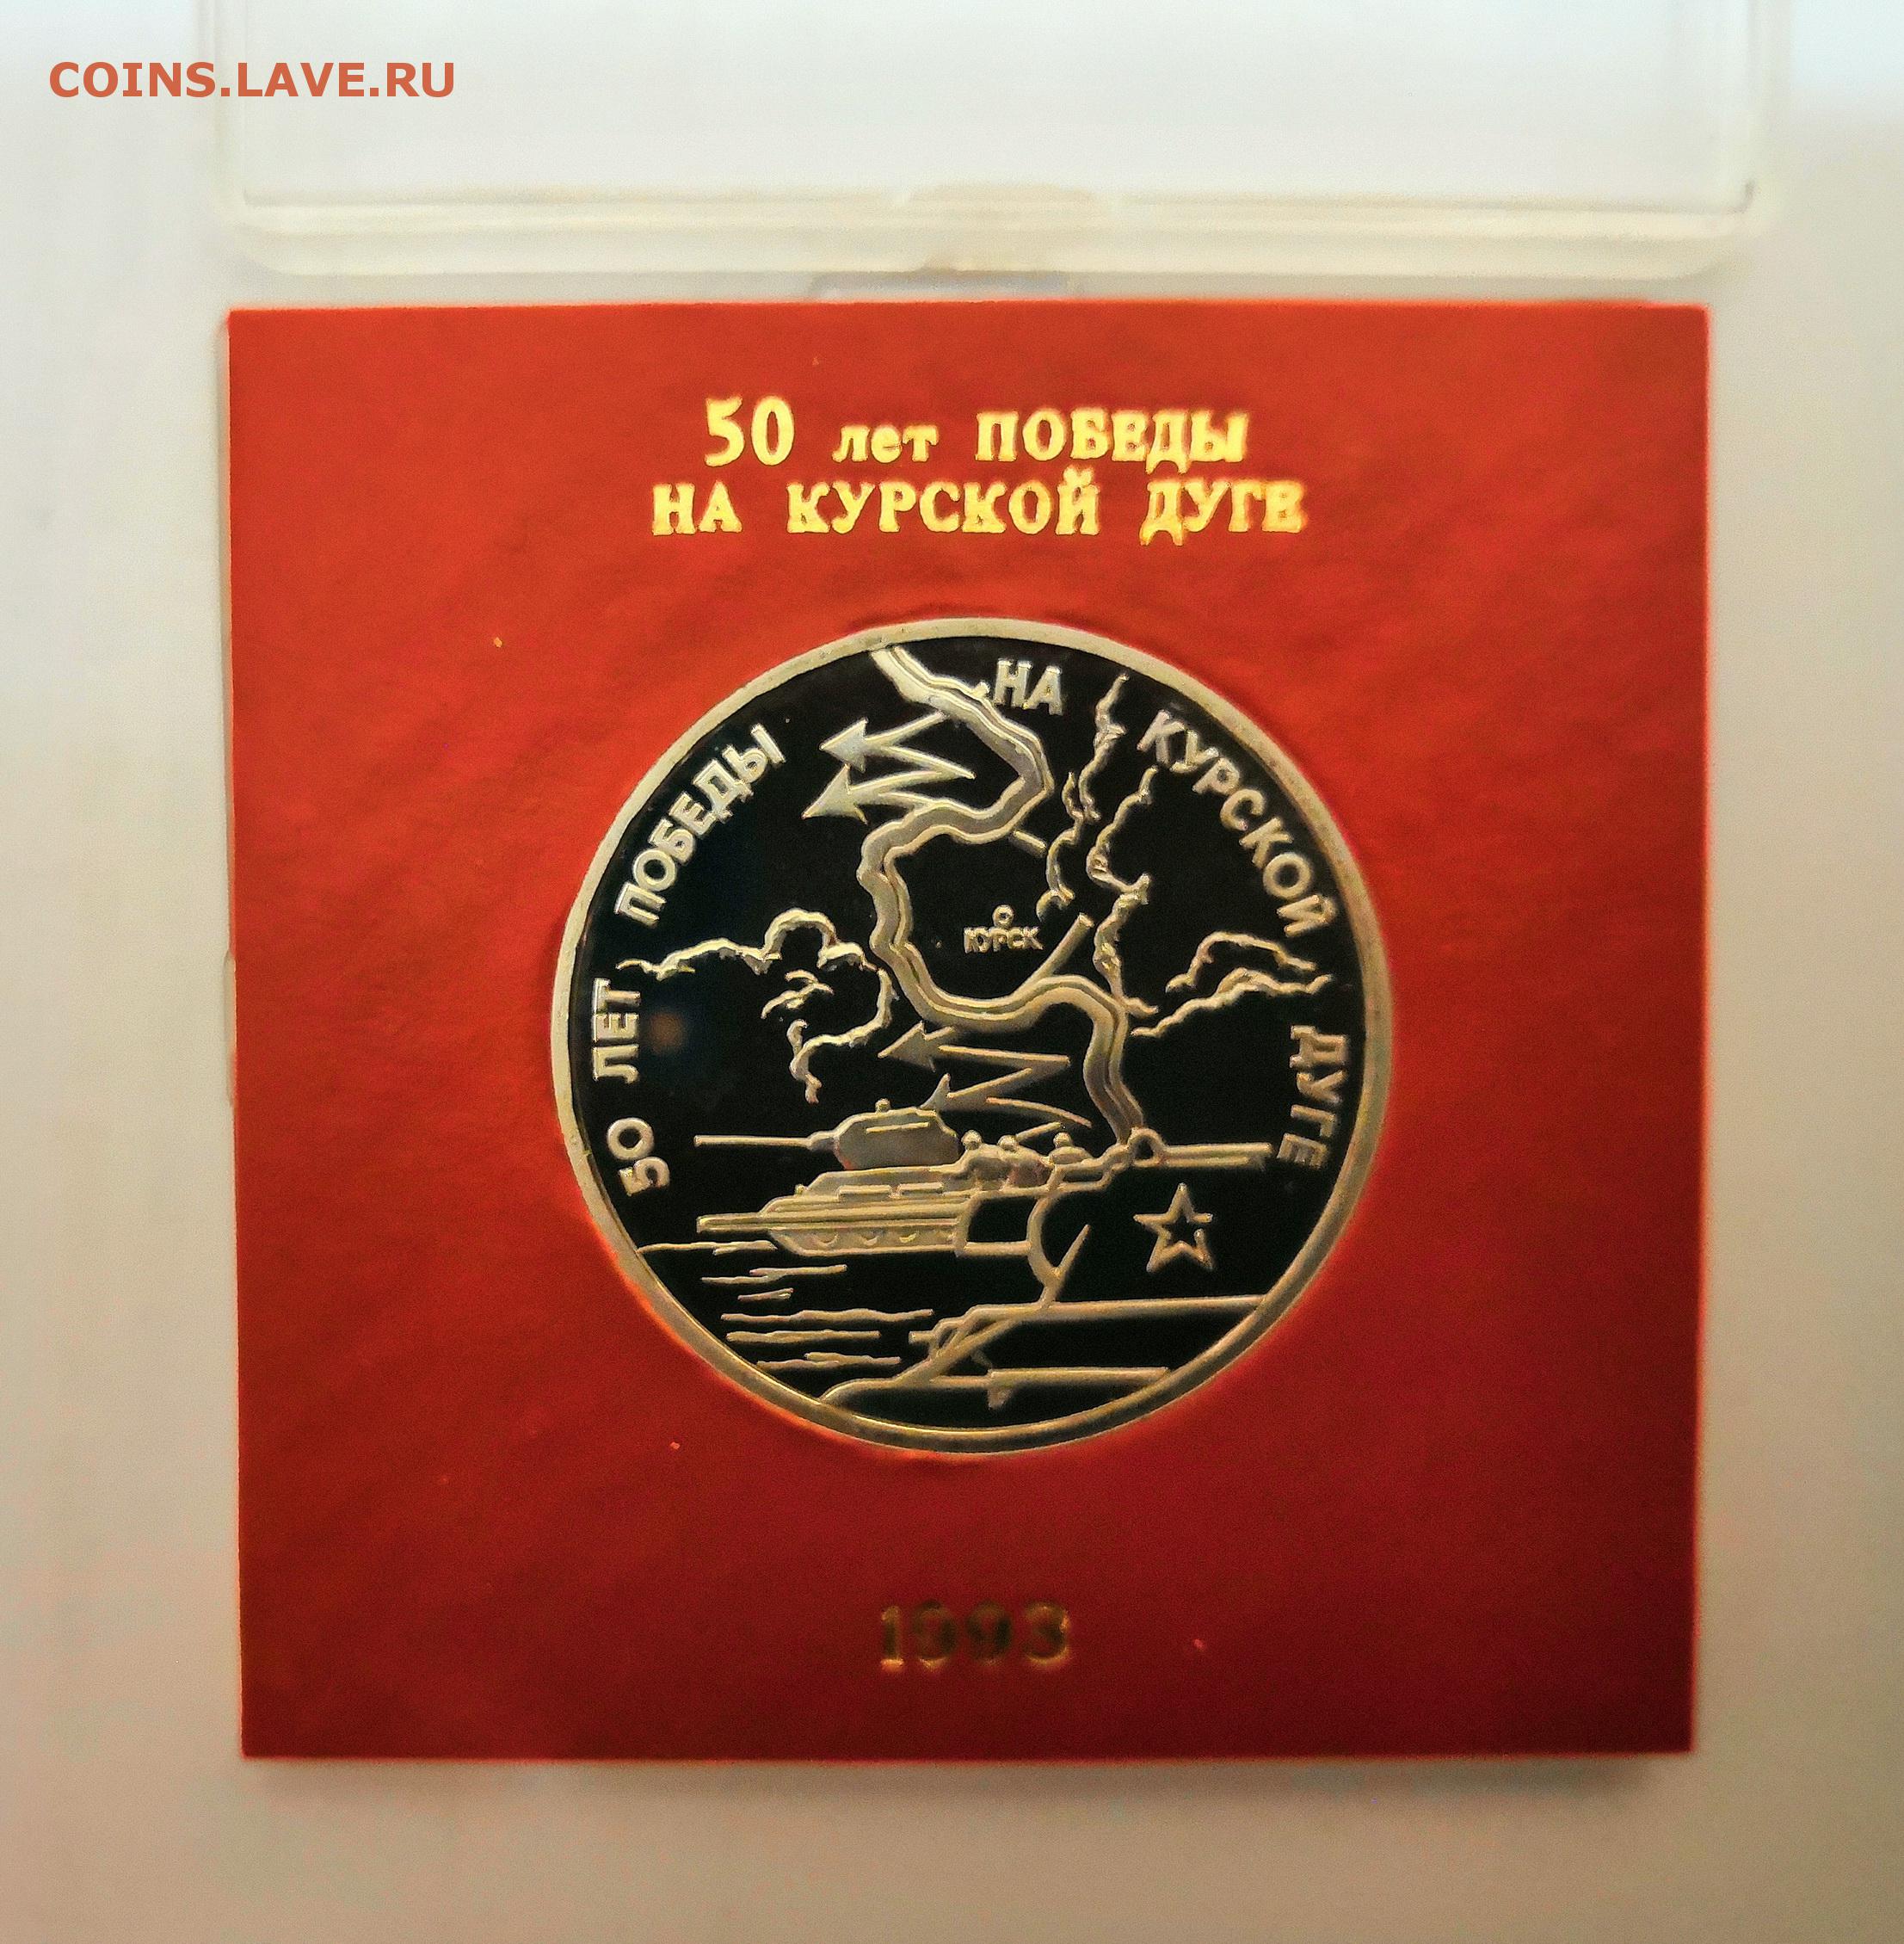 COINS.LAVE.RU
50 лет ПОБЕДЫ
НА КУРСКОЙ ДУГЕ
50 ЛЕТ ПОБЕДЫ НА КУРСКОЙ ДУГЕ
КУРСК
1993